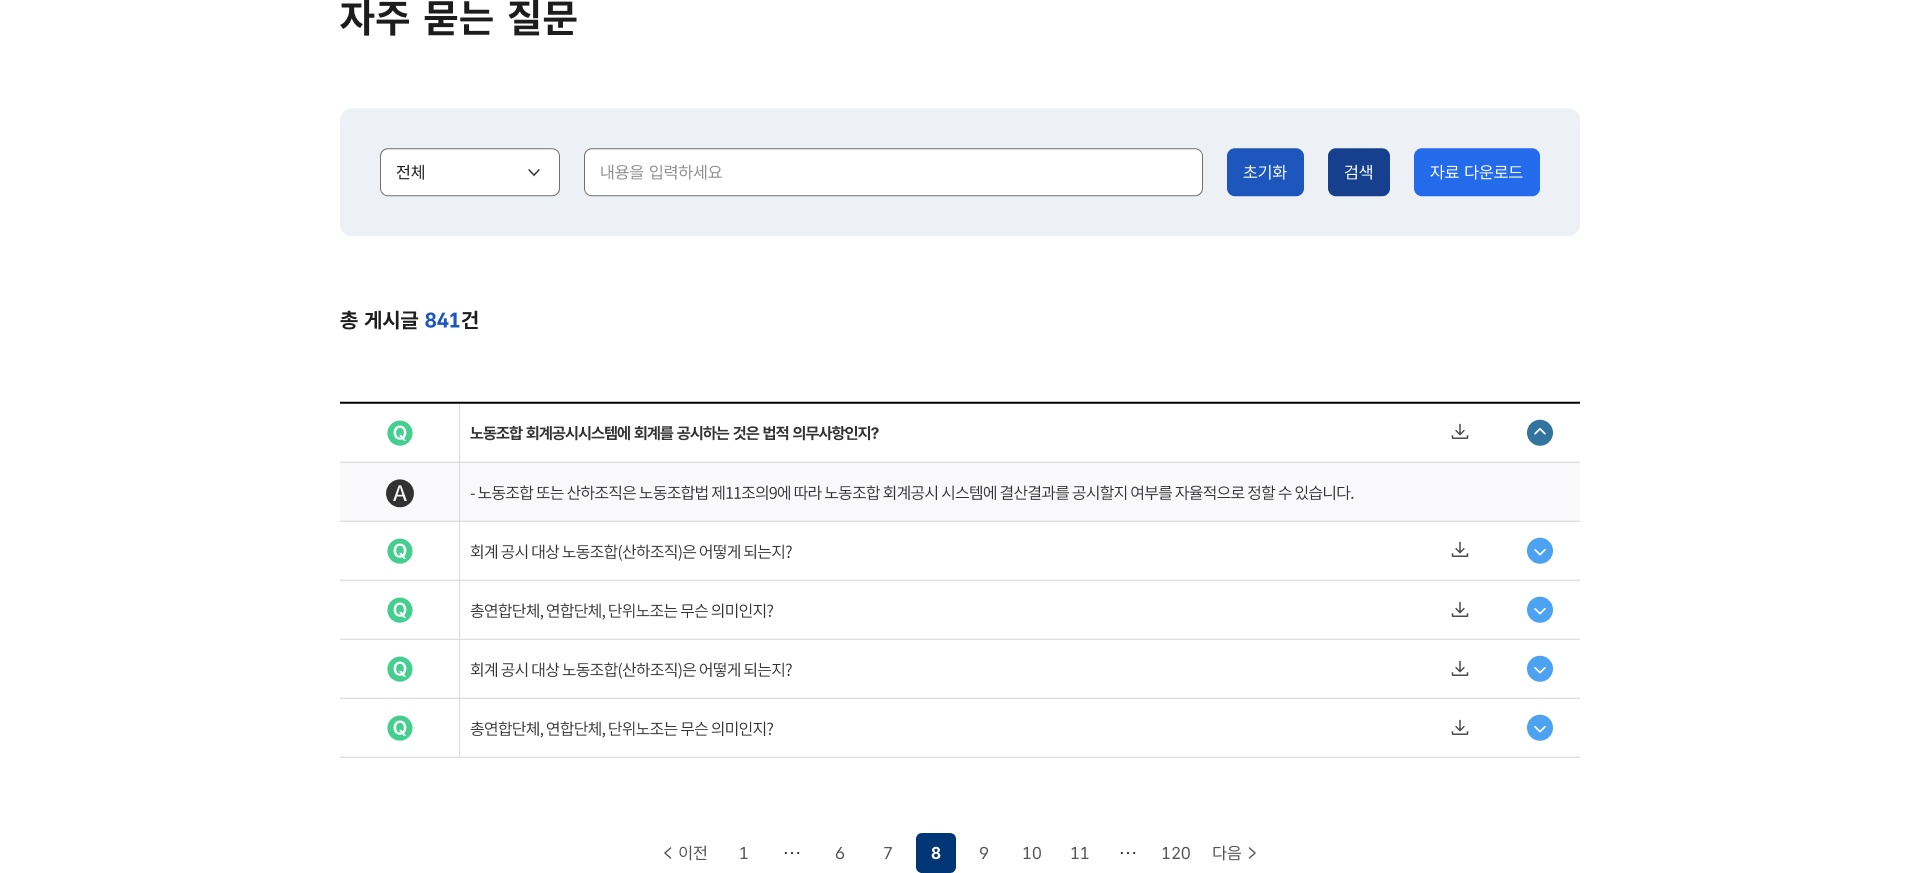 자주 묻는 질문
전체
내용을 입력하세요
초기화
검색
자료 다운로드
총 게시글 841건
Q 노동조합 회계공시시스템에 회계를 공시하는 것은 법적 의무사항인지?
A - 노동조합 또는 산하조직은 노동조합법 제11조의9에 따라 노동조합 회계공시 시스템에 결산결과를 공시할지 여부를 자율적으로 정할 수 있습니다.
Q 회계 공시 대상 노동조합(산하조직)은 어떻게 되는지?
Q 총연합단체, 연합단체, 단위노조는 무슨 의미인지?
Q 회계 공시 대상 노동조합(산하조직)은 어떻게 되는지?
Q 총연합단체, 연합단체, 단위노조는 무슨 의미인지?
이전 1 ··· 6 7 8 9 10 11 ··· 120 다음